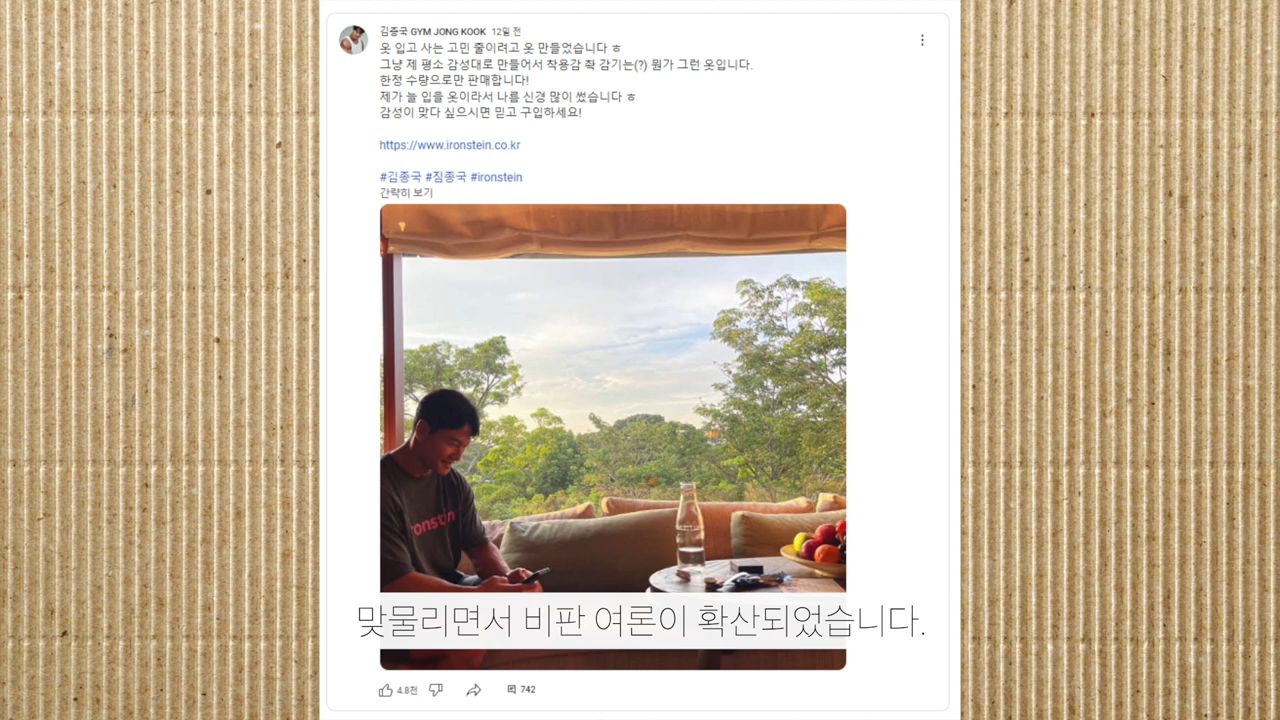 김종국 GYM JONG KOOK 12일 전
옷 입고 사는 고민 줄이려고 옷 만들었습니다 ㅎ
그냥 제 평소 감성대로 만들어서 착용감 촥 감기는(?) 뭔가 그런 옷입니다.
한정 수량으로만 판매합니다!
제가 늘 입을 옷이라서 나름 신경 많이 썼습니다 ㅎ
감성이 맞다 싶으시면 믿고 구입하세요!
https://www.ironstein.co.kr
#김종국 #짐종국 #ironstein
간략히 보기
ironstein
맞물리면서 비판 여론이 확산되었습니다.
4.8천 742